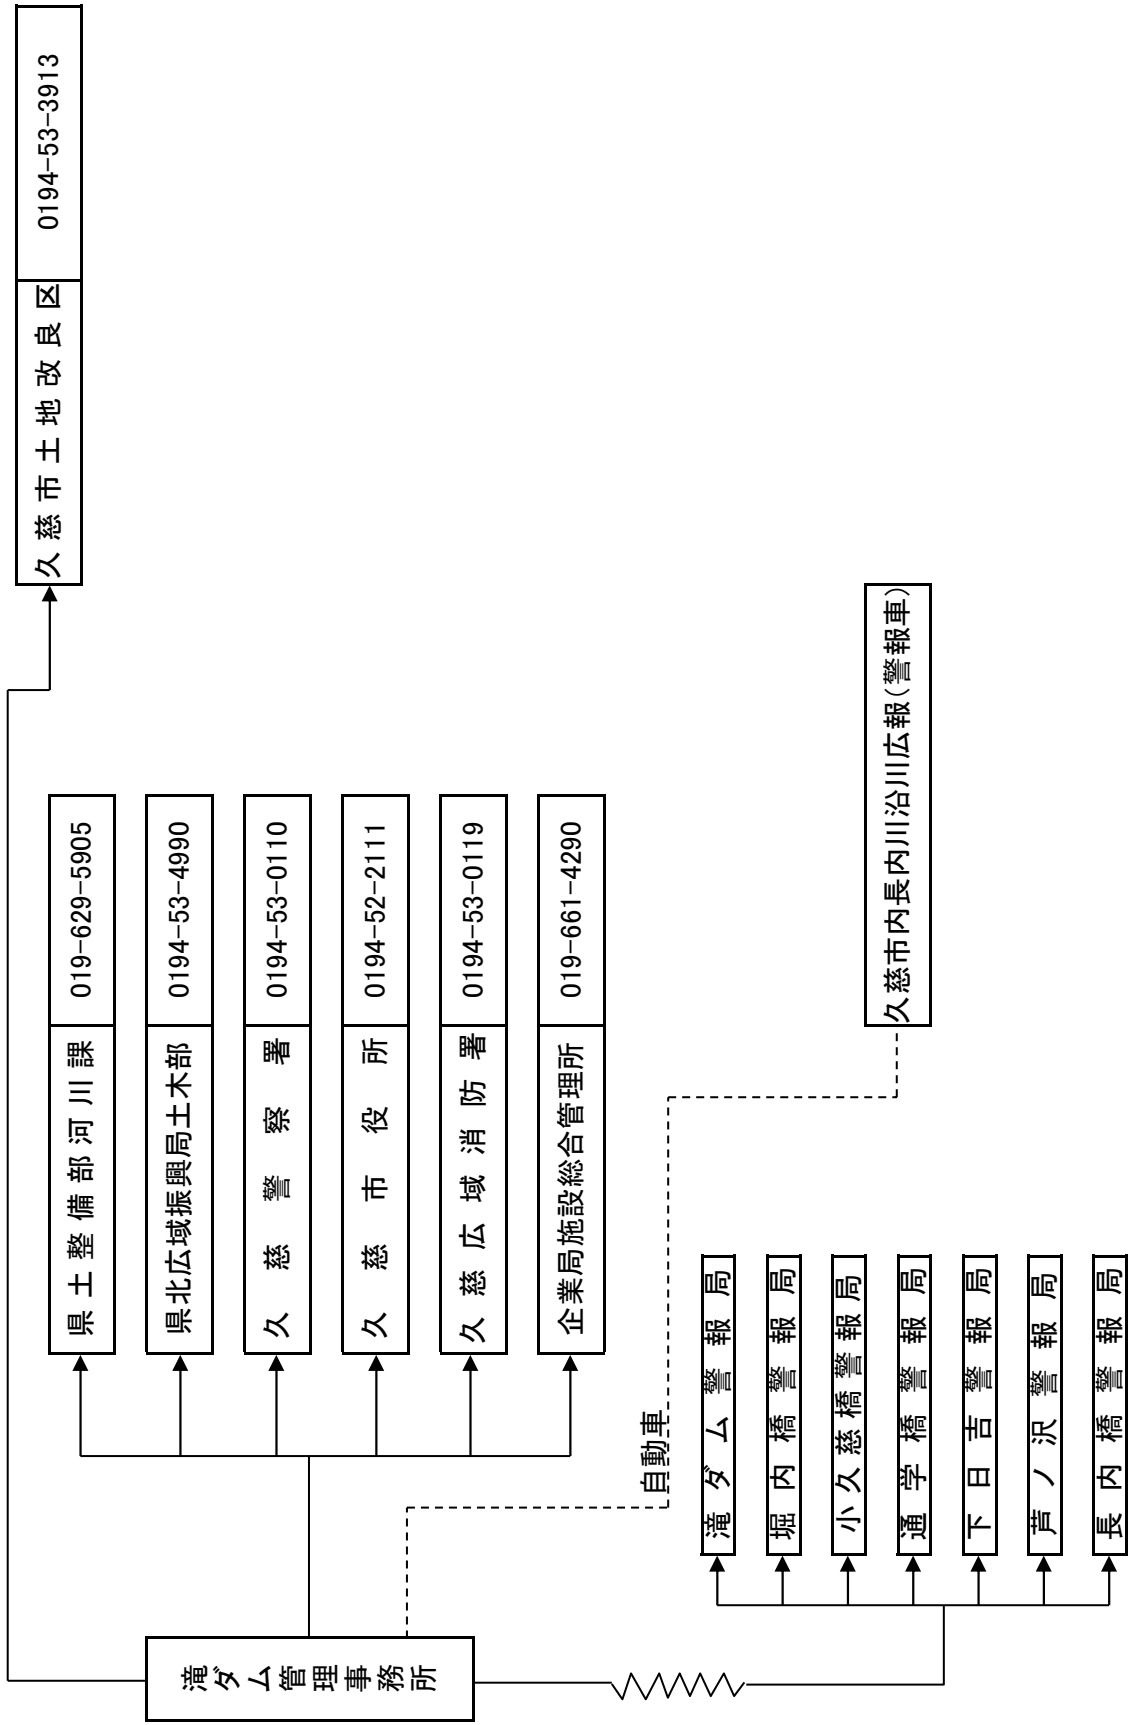 久慈市土地改良区 0194-53-3913
県土整備部河川課 019-629-5905
県北広域振興局土木部 0194-53-4990
久慈警察署 0194-53-0110
久慈市役所 0194-52-2111
久慈広域消防署 0194-53-0119
企業局施設総合管理所 019-661-4290
滝ダム管理事務所
自動車
久慈市内長内川沿川広報(警報車)
滝ダム警報局
堀内橋警報局
小久慈橋警報局
通学橋警報局
下日吉警報局
芦ノ沢警報局
長内橋警報局